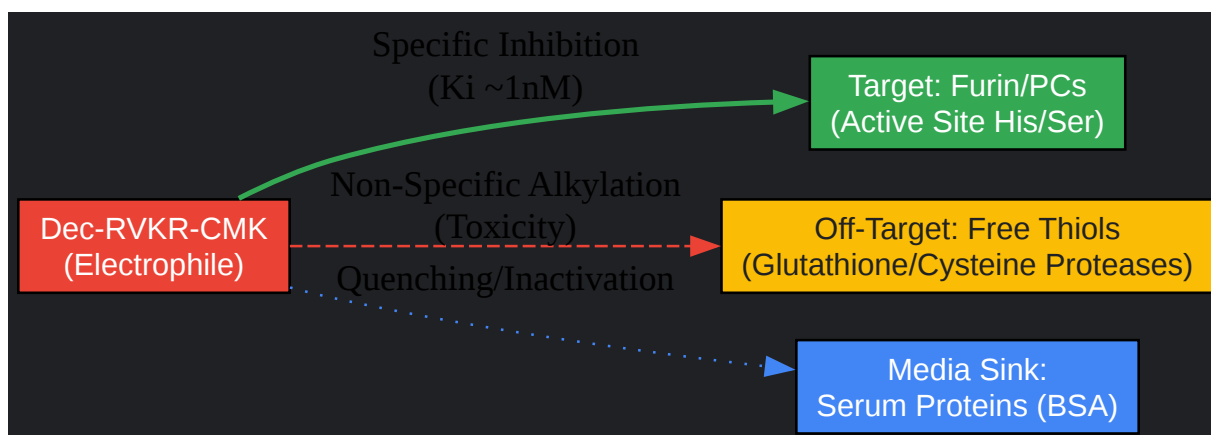 Specific Inhibition
(Ki ~1nM)
Target: Furin/PCs
(Active Site His/Ser)
Dec-RVKR-CMK
(Electrophile)
Non-Specific Alkylation
(Toxicity)
Quenching/Inactivation
Off-Target: Free Thiols
(Glutathione/Cysteine Proteases)
Media Sink:
Serum Proteins (BSA)